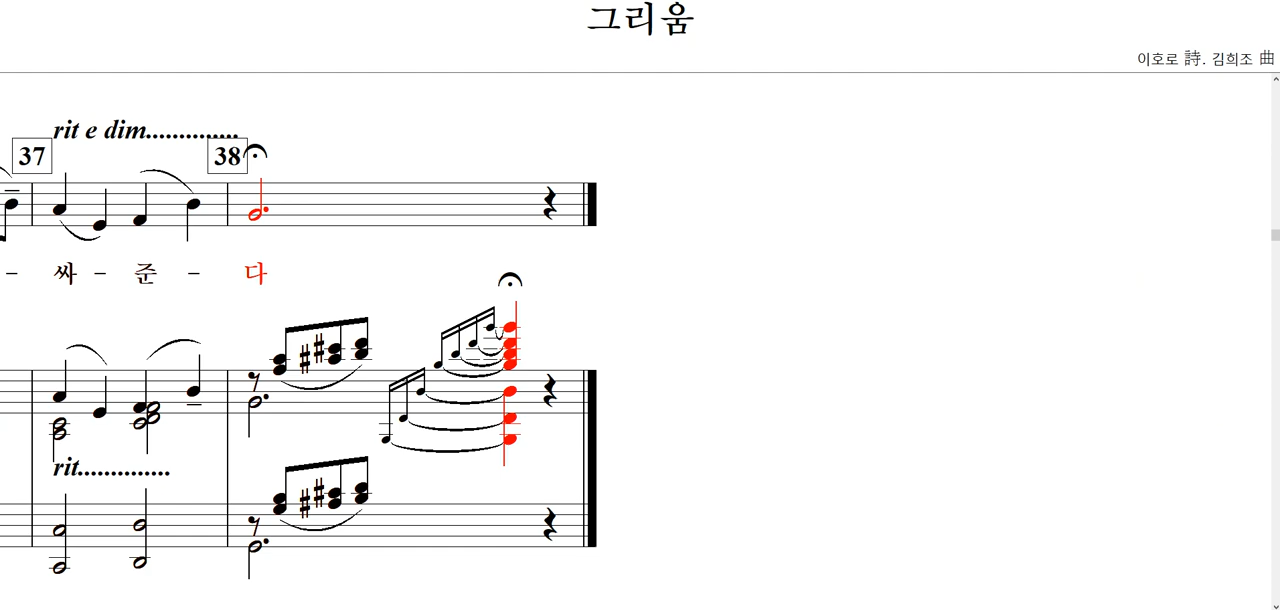 그리움
이호로 詩. 김희조 曲
rit e dim..............
37 38
- 싸 - 준 - 다
rit..............